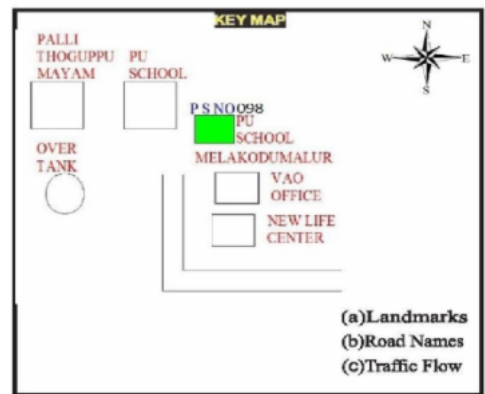 KEY MAP
PALLI
THOGUPPU
MAYAM
PU
SCHOOL
N
W
E
S
P S NO098
PU
SCHOOL
MELAKODUMALUR
OVER
TANK
VAO
OFFICE
NEW LIFE
CENTER
(a)Landmarks
(b)Road Names
(c)Traffic Flow